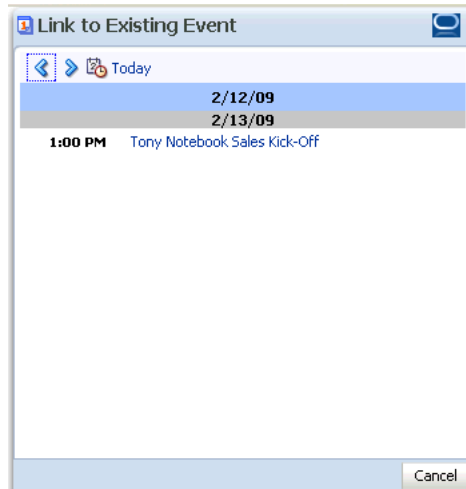 Link to Existing Event
Today
2/12/09
2/13/09
1:00 PM Tony Notebook Sales Kick-Off
Cancel